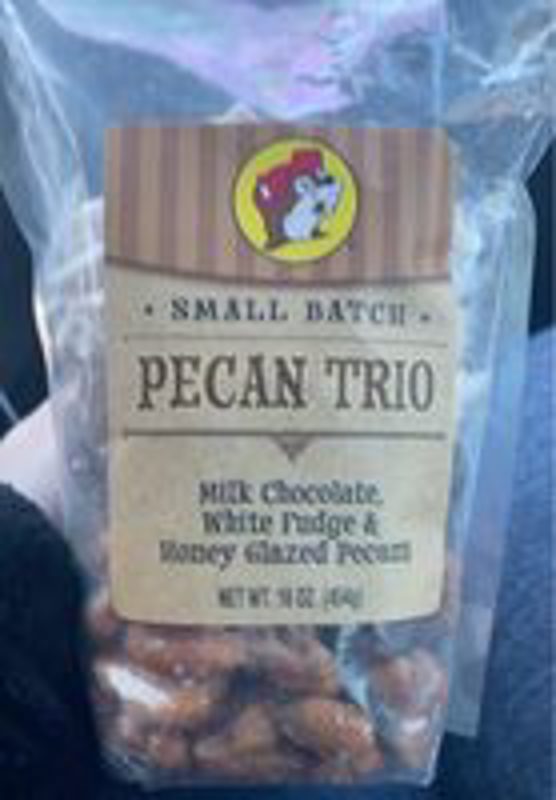 • SMALL BATCH •
PECAN TRIO
Milk Chocolate,
White Fudge &
Honey Glazed Pecans
NET WT. 16 OZ. (454g)